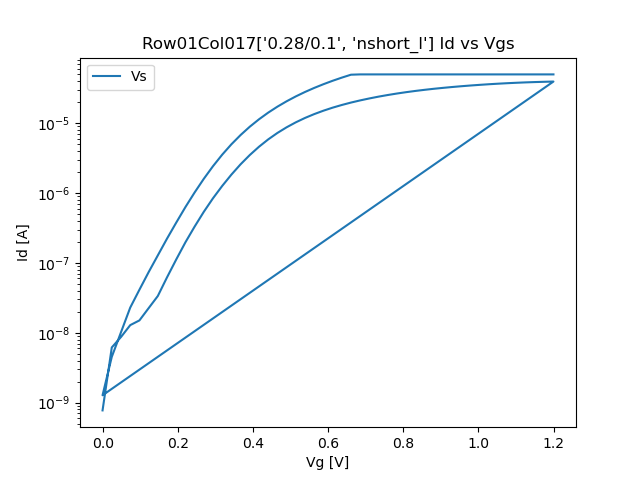 Row01Col017['0.28/0.1', 'nshort_l'] Id vs Vgs
Vs
10⁻⁵
10⁻⁶
10⁻⁷
10⁻⁸
10⁻⁹
Id [A]
0.0 0.2 0.4 0.6 0.8 1.0 1.2
Vg [V]